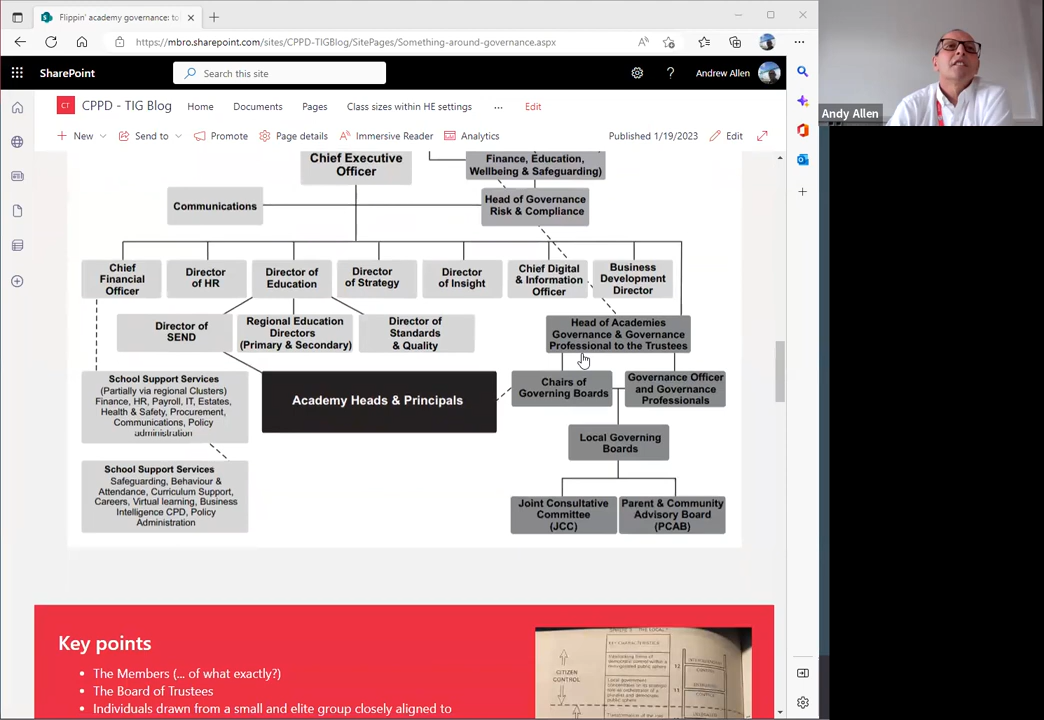 Flippin' academy governance: to
https://mbro.sharepoint.com/sites/CPPD-TIGBlog/SitePages/Something-around-governance.aspx
SharePoint
Search this site
Andrew Allen
CT
CPPD - TIG Blog
Home
Documents
Pages
Class sizes within HE settings
Edit
New
Send to
Promote
Page details
Immersive Reader
Analytics
Published 1/19/2023
Edit
Andy Allen
Chief Executive
Officer
Finance, Education,
Wellbeing & Safeguarding)
Communications
Head of Governance
Risk & Compliance
Chief
Financial
Officer
Director
of HR
Director of
Education
Director
of Strategy
Director
of Insight
Chief Digital
& Information
Officer
Business
Development
Director
Director of
SEND
Regional Education
Directors
(Primary & Secondary)
Director of
Standards
& Quality
Head of Academies
Governance & Governance
Professional to the Trustees
School Support Services
(Partially via regional Clusters)
Finance, HR, Payroll, IT, Estates,
Health & Safety, Procurement,
Communications, Policy
administration
Academy Heads & Principals
Chairs of
Governing Boards
Governance Officer
and Governance
Professionals
Local Governing
Boards
School Support Services
Safeguarding, Behaviour &
Attendance, Curriculum Support,
Careers, Virtual learning, Business
Intelligence CPD, Policy
Administration
Joint Consultative
Committee
(JCC)
Parent & Community
Advisory Board
(PCAB)
Key points
• The Members (... of what exactly?)
• The Board of Trustees
• Individuals drawn from a small and elite group closely aligned to
CITIZEN
CONTROL
12
11